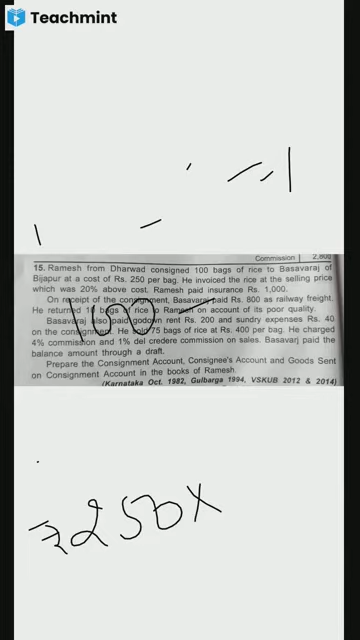 Teachmint
Commission 2,800
15. Ramesh from Dharwad consigned 100 bags of rice to Basavaraj of
Bijapur at a cost of Rs. 250 per bag. He invoiced the rice at the selling price
which was 20% above cost. Ramesh paid insurance Rs. 1,000.
On receipt of the consignment, Basavaraj paid Rs. 800 as railway freight.
He returned 10 bags of rice to Ramesh on account of its poor quality.
Basavaraj also paid godown rent Rs. 200 and sundry expenses Rs. 40
on the consignment. He sold 75 bags of rice at Rs. 400 per bag. He charged
4% commission and 1% del credere commission on sales. Basavarj paid the
balance amount through a draft.
Prepare the Consignment Account, Consignee's Account and Goods Sent
on Consignment Account in the books of Ramesh.
(Karnataka Oct. 1982, Gulbarga 1994, VSKUB 2012 & 2014)
100
₹250X